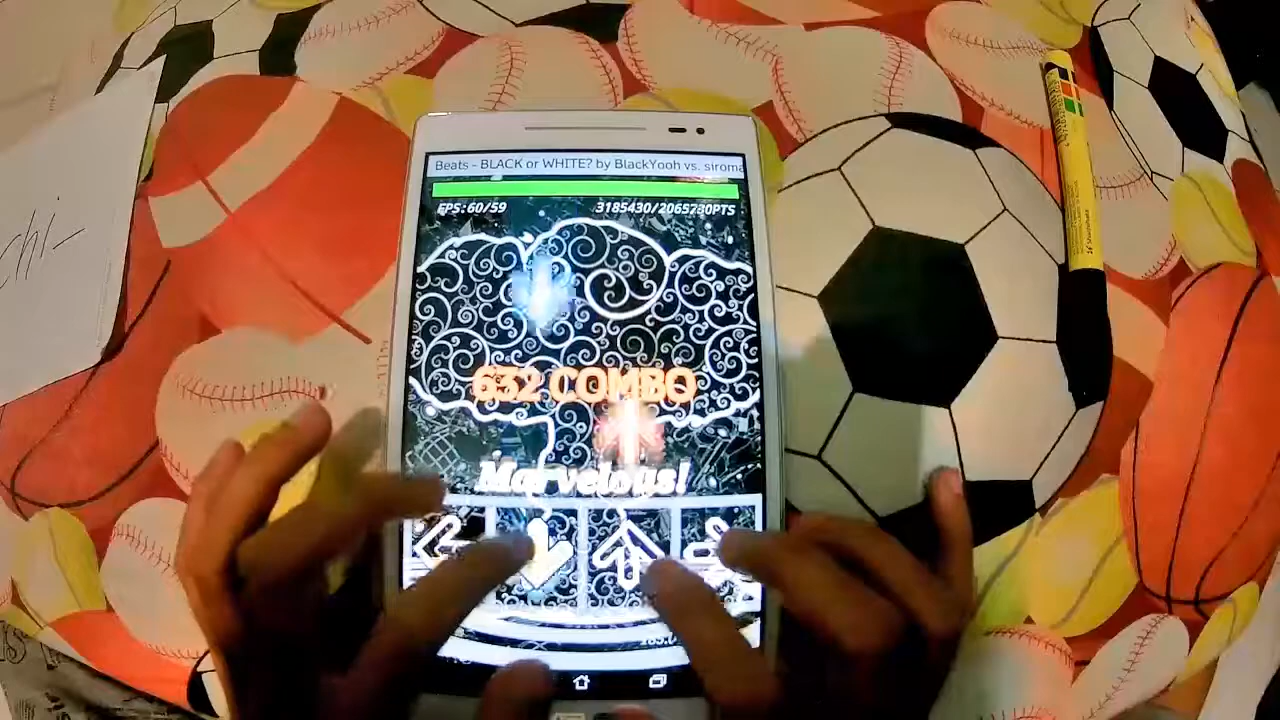 Beats - BLACK or WHITE? by BlackYooh vs. siroma
FPS:60/59
3185430/2065230PTS
632 COMBO
Marvelous!